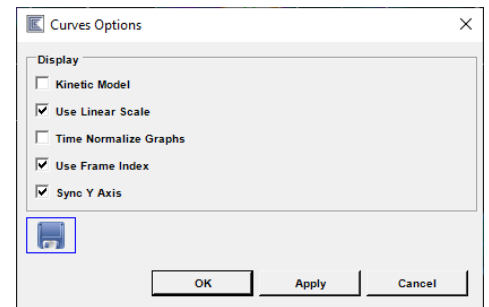 Curves Options
Display
Kinetic Model
Use Linear Scale
Time Normalize Graphs
Use Frame Index
Sync Y Axis
OK Apply Cancel